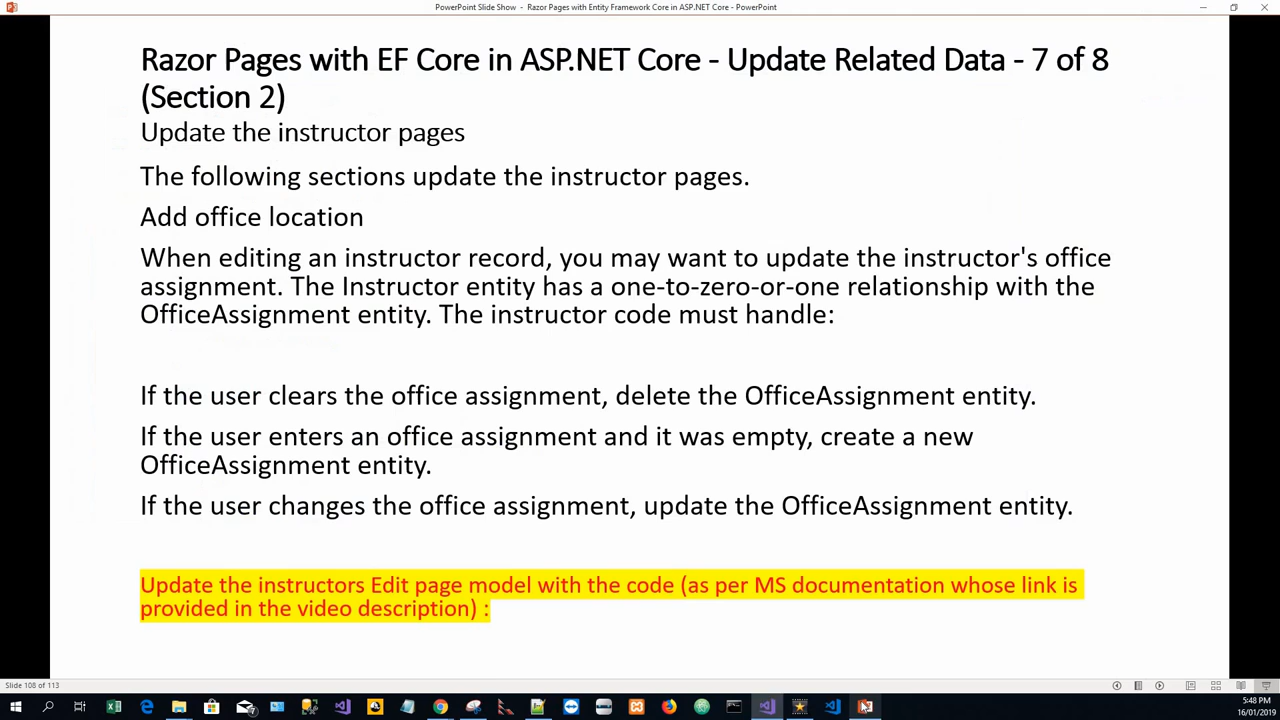 PowerPoint Slide Show - Razor Pages with Entity Framework Core in ASP.NET Core - PowerPoint
Razor Pages with EF Core in ASP.NET Core - Update Related Data - 7 of 8
(Section 2)
Update the instructor pages
The following sections update the instructor pages.
Add office location
When editing an instructor record, you may want to update the instructor's office
assignment. The Instructor entity has a one-to-zero-or-one relationship with the
OfficeAssignment entity. The instructor code must handle:
If the user clears the office assignment, delete the OfficeAssignment entity.
If the user enters an office assignment and it was empty, create a new
OfficeAssignment entity.
If the user changes the office assignment, update the OfficeAssignment entity.
Update the instructors Edit page model with the code (as per MS documentation whose link is
provided in the video description) :
Slide 108 of 113
5:48 PM
16/01/2019